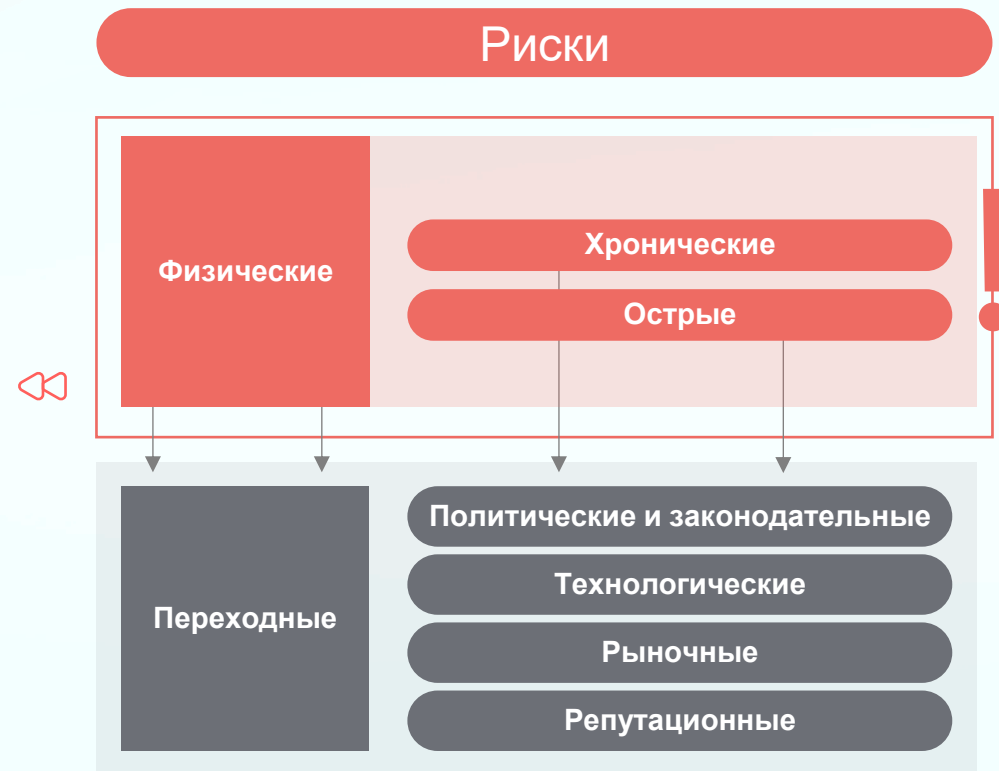 Риски
Физические
Хронические
Острые
Переходные
Политические и законодательные
Технологические
Рыночные
Репутационные